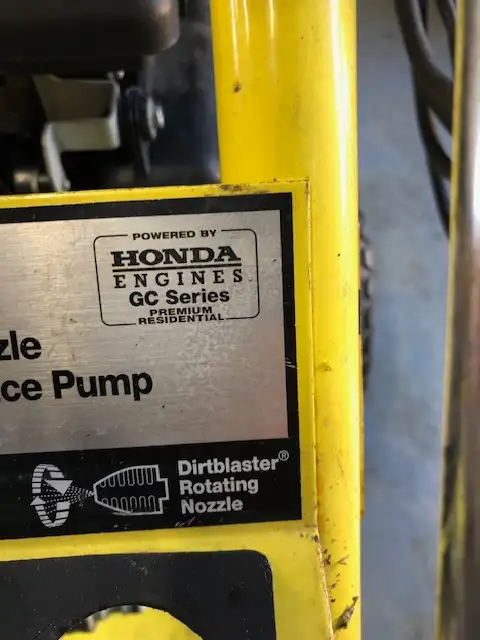 POWERED BY
HONDA
ENGINES
GC Series
PREMIUM
RESIDENTIAL
zle
ce Pump
Dirtblaster®
Rotating
Nozzle